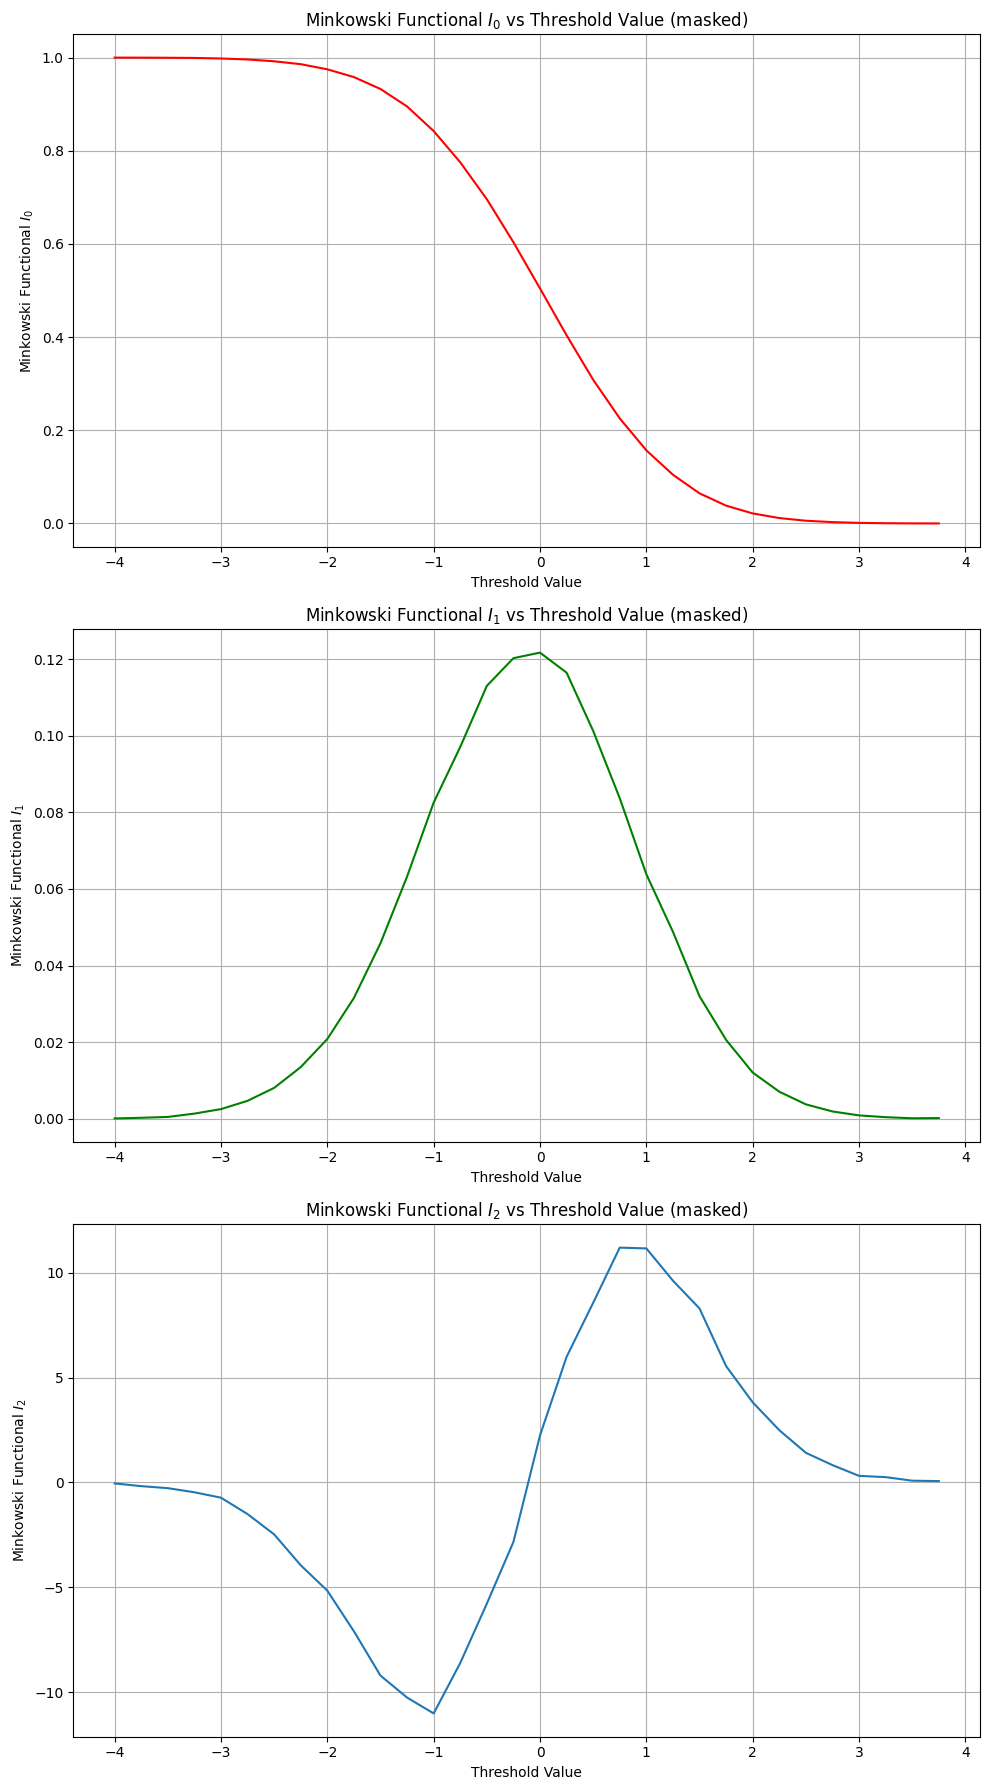 Minkowski Functional I₀ vs Threshold Value (masked)
Minkowski Functional I₀
1.0
0.8
0.6
0.4
0.2
0.0
−4 −3 −2 −1 0 1 2 3 4
Threshold Value
Minkowski Functional I₁ vs Threshold Value (masked)
Minkowski Functional I₁
0.12
0.10
0.08
0.06
0.04
0.02
0.00
−4 −3 −2 −1 0 1 2 3 4
Threshold Value
Minkowski Functional I₂ vs Threshold Value (masked)
Minkowski Functional I₂
10
5
0
−5
−10
−4 −3 −2 −1 0 1 2 3 4
Threshold Value